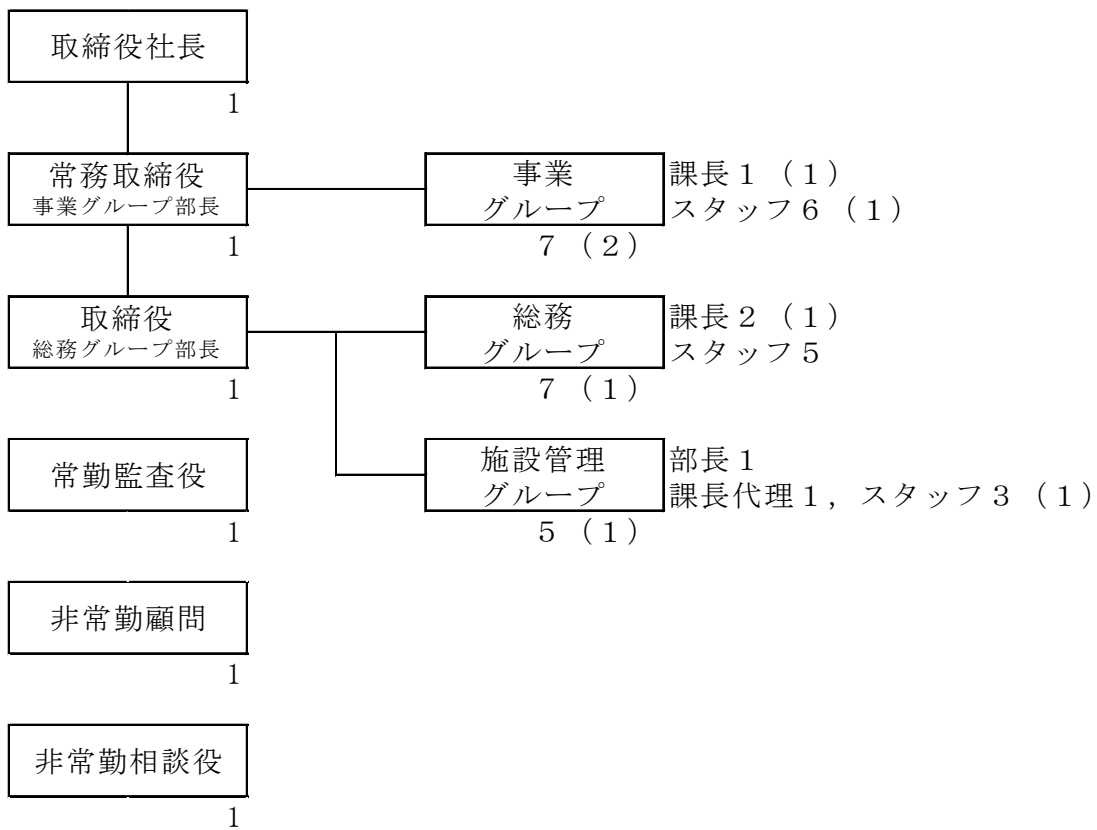 取締役社長
1
常務取締役
事業グループ部長
1
事業
グループ
7（2）
課長1（1）
スタッフ6（1）
取締役
総務グループ部長
1
総務
グループ
7（1）
課長2（1）
スタッフ5
常勤監査役
1
施設管理
グループ
5（1）
部長1
課長代理1，スタッフ3（1）
非常勤顧問
1
非常勤相談役
1